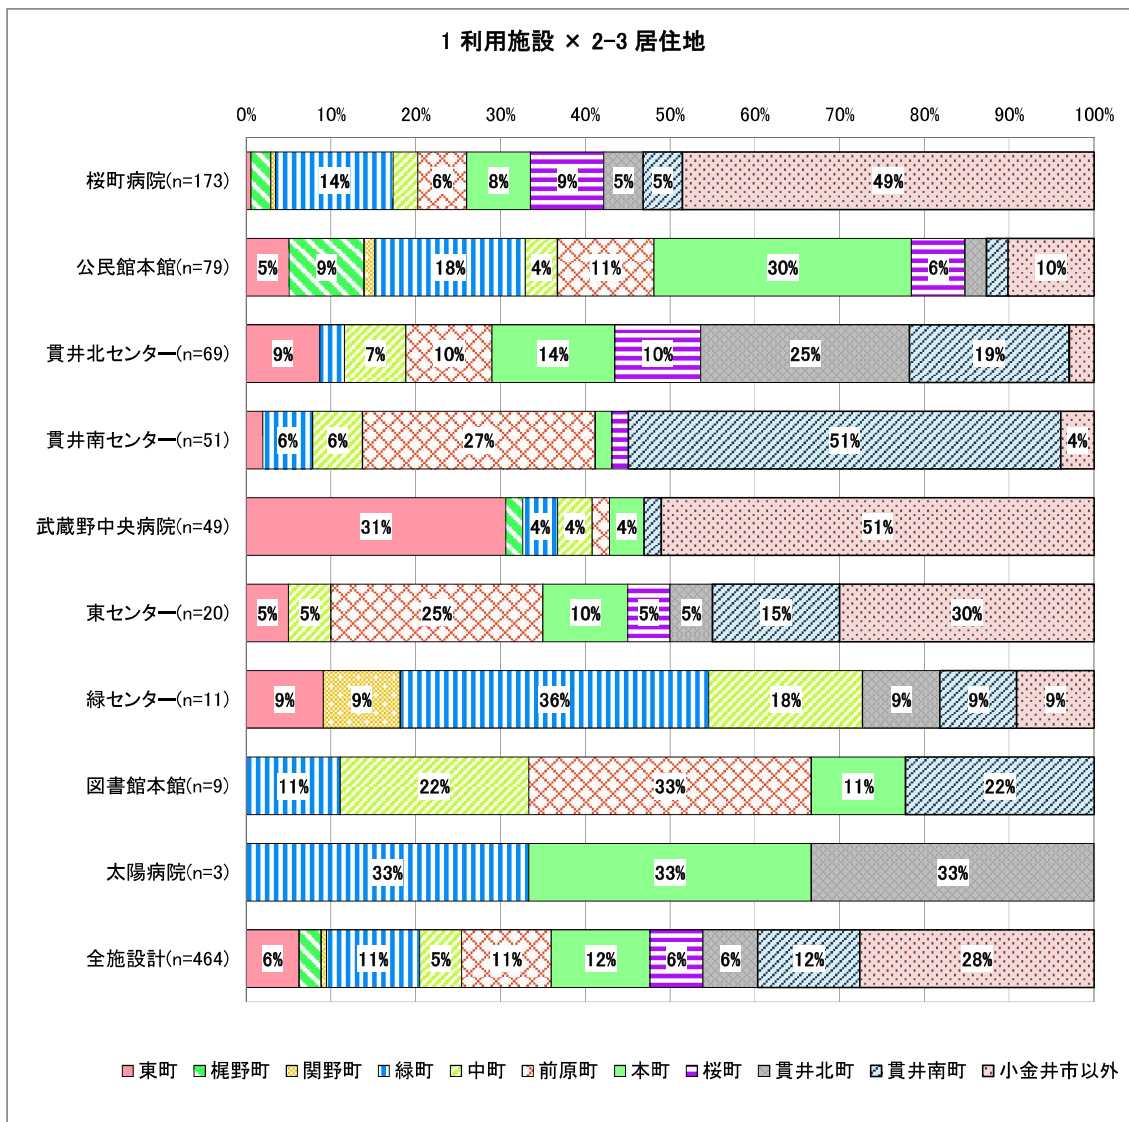 1 利用施設 × 2-3 居住地
0% 10% 20% 30% 40% 50% 60% 70% 80% 90% 100%
桜町病院(n=173) 14% 6% 8% 9% 5% 5% 49%
公民館本館(n=79) 5% 9% 18% 4% 11% 30% 6% 10%
貫井北センター(n=69) 9% 7% 10% 14% 10% 25% 19%
貫井南センター(n=51) 6% 6% 27% 51% 4%
武蔵野中央病院(n=49) 31% 4% 4% 4% 51%
東センター(n=20) 5% 5% 25% 10% 5% 5% 15% 30%
緑センター(n=11) 9% 9% 36% 18% 9% 9% 9%
図書館本館(n=9) 11% 22% 33% 11% 22%
太陽病院(n=3) 33% 33% 33%
全施設計(n=464) 6% 11% 5% 11% 12% 6% 6% 12% 28%
東町 梶野町 関野町 緑町 中町 前原町 本町 桜町 貫井北町 貫井南町 小金井市以外